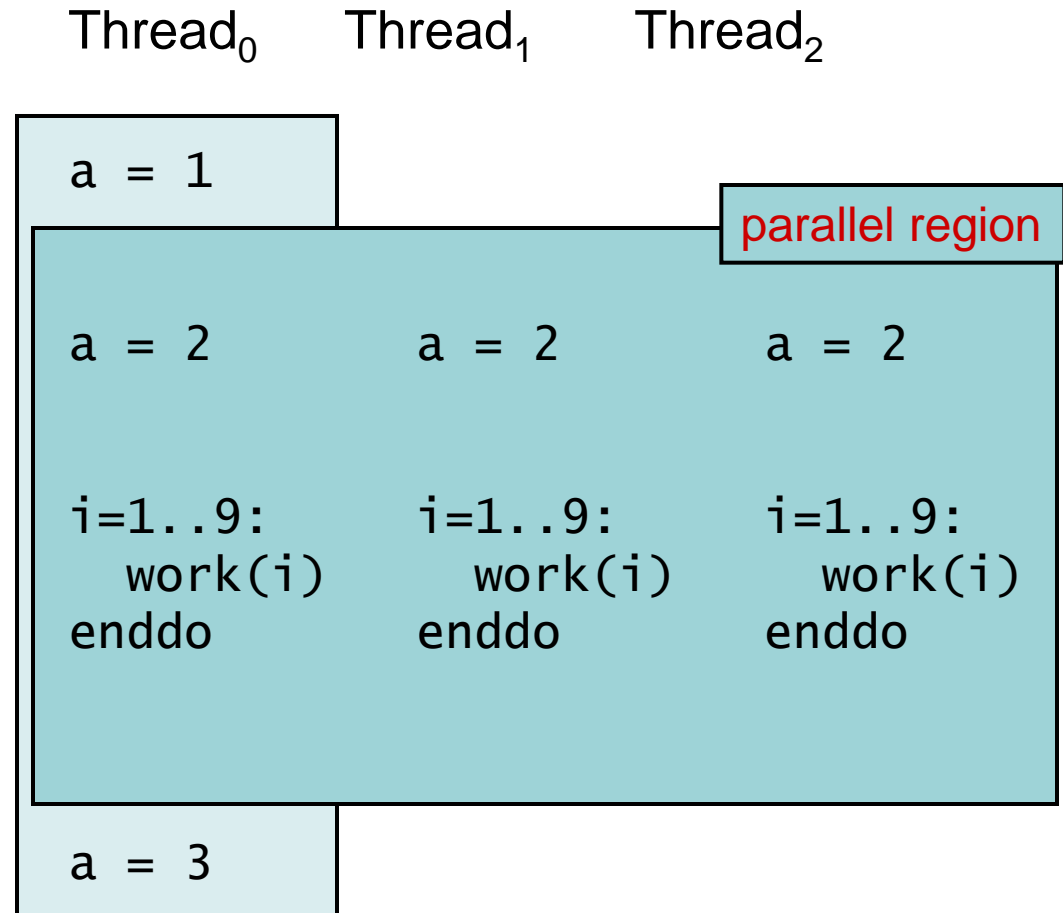 Thread₀ Thread₁ Thread₂
a = 1
parallel region
a = 2 a = 2 a = 2
i=1..9: i=1..9: i=1..9:
work(i) work(i) work(i)
enddo enddo enddo
a = 3